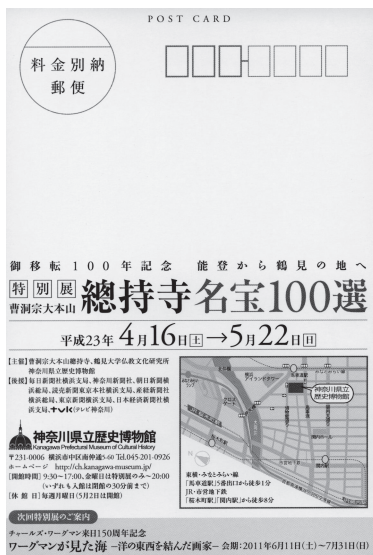 POST CARD
料金別納
郵便
御移転100年記念 能登から鶴見の地へ
特別展
曹洞宗大本山
總持寺名宝100選
平成23年4月16日土→5月22日日
【主催】曹洞宗大本山總持寺、鶴見大学仏教文化研究所
神奈川県立歴史博物館
【後援】毎日新聞社横浜支局、神奈川新聞社、朝日新聞横
浜総局、読売新聞東京本社横浜支局、産経新聞社
横浜総局、東京新聞横浜支局、日本経済新聞社横
浜支局、tvk(テレビ神奈川)
神奈川県立歴史博物館
Kanagawa Prefectural Museum of Cultural History
〒231-0006 横浜市中区南仲通5-60 Tel.045-201-0926
ホームページ http://ch.kanagawa-museum.jp/
[開館時間] 9:30~17:00、金曜日は特別展のみ~20:00
(いずれも入館は閉館の30分前まで)
[休館日] 毎週月曜日(5月2日は開館)
神奈川県立
歴史博物館
東横・みなとみらい線
「馬車道駅」5番出口から徒歩1分
JR・市営地下鉄
「桜木町駅」「関内駅」から徒歩8分
次回特別展のご案内
チャールズ・ワーグマン来日150周年記念
ワーグマンが見た海 –洋の東西を結んだ画家– 会期:2011年6月11日(土)~7月31日(日)